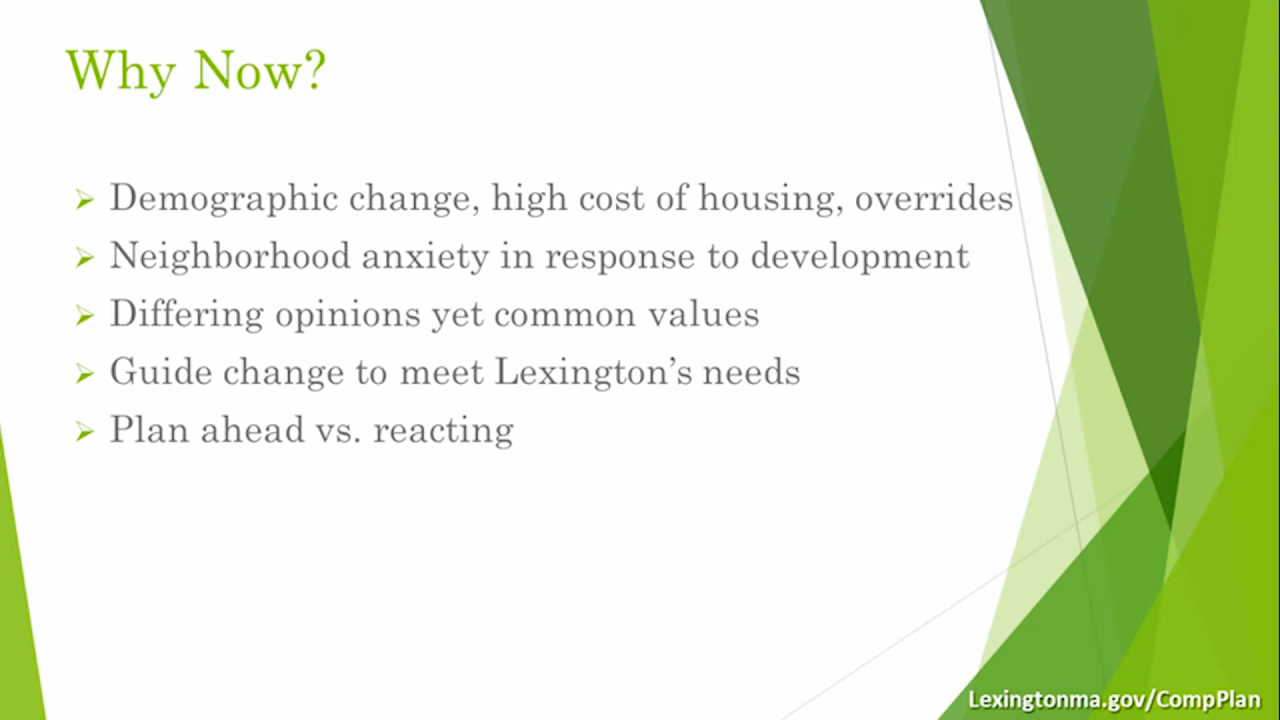 Why Now?
Demographic change, high cost of housing, overrides
Neighborhood anxiety in response to development
Differing opinions yet common values
Guide change to meet Lexington’s needs
Plan ahead vs. reacting
Lexingtonma.gov/CompPlan